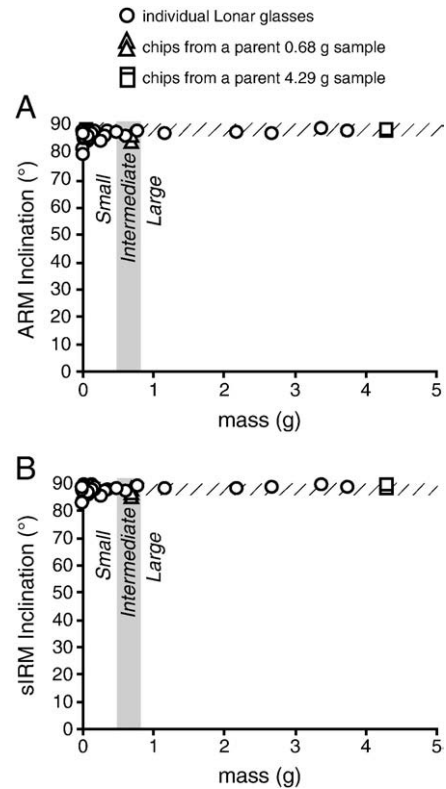 individual Lonar glasses
chips from a parent 0.68 g sample
chips from a parent 4.29 g sample
A
90
80
70
60
50
40
30
20
10
0
ARM Inclination (°)
Small
Intermediate
Large
0
1
2
3
4
5
mass (g)
B
90
80
70
60
50
40
30
20
10
0
sIRM Inclination (°)
Small
Intermediate
Large
0
1
2
3
4
5
mass (g)